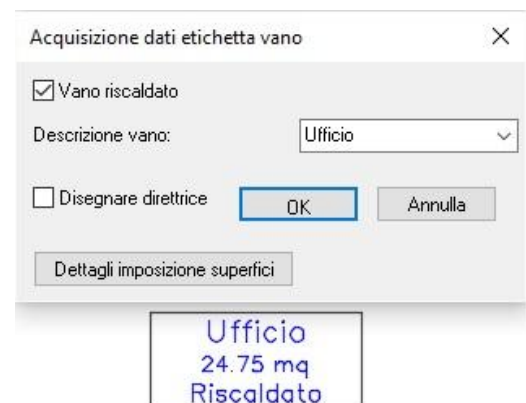 Acquisizione dati etichetta vano
Vano riscaldato
Descrizione vano: Ufficio
Disegnare direttrice OK Annulla
Dettagli imposizione superfici
Ufficio
24.75 mq
Riscaldato